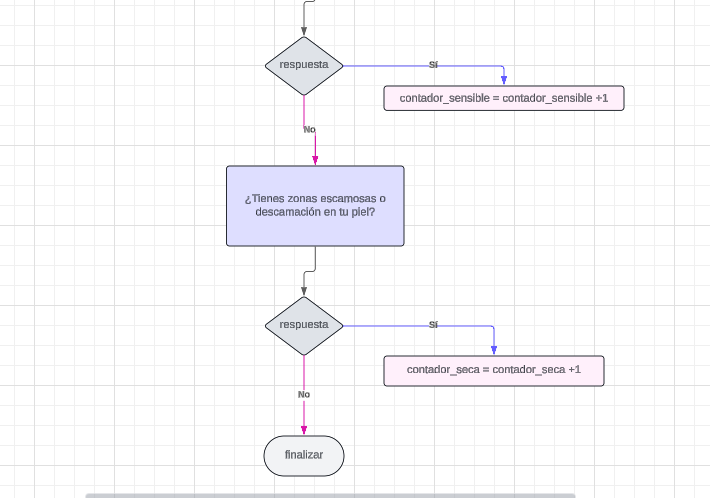 respuesta
Sí
contador_sensible = contador_sensible +1
No
¿Tienes zonas escamosas o
descamación en tu piel?
respuesta
Sí
contador_seca = contador_seca +1
No
finalizar